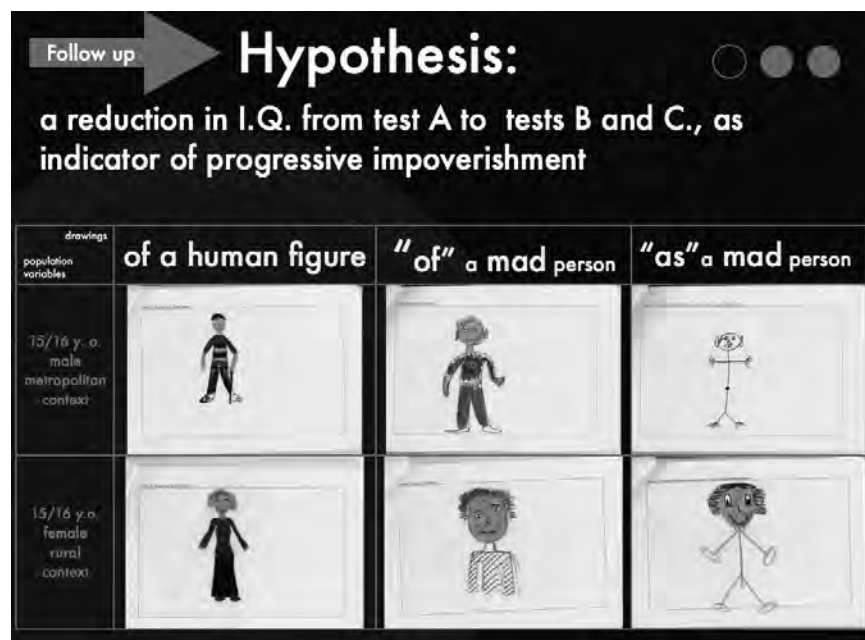 Follow up
Hypothesis:
a reduction in I.Q. from test A to tests B and C., as
indicator of progressive impoverishment
drawings
population
variables
of a human figure
"of" a mad person
"as" a mad person
15/16 y. o.
male
metropolitan
context
15/16 y.o.
female
rural
context